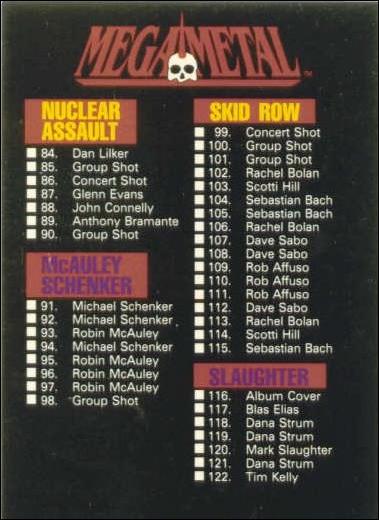 MEGA METAL
TM
NUCLEAR
ASSAULT
84. Dan Lilker
85. Group Shot
86. Concert Shot
87. Glenn Evans
88. John Connelly
89. Anthony Bramante
90. Group Shot
McAULEY
SCHENKER
91. Michael Schenker
92. Michael Schenker
93. Robin McAuley
94. Michael Schenker
95. Robin McAuley
96. Robin McAuley
97. Robin McAuley
98. Group Shot
SKID ROW
99. Concert Shot
100. Group Shot
101. Group Shot
102. Rachel Bolan
103. Scotti Hill
104. Sebastian Bach
105. Sebastian Bach
106. Rachel Bolan
107. Dave Sabo
108. Dave Sabo
109. Rob Affuso
110. Rob Affuso
111. Rob Affuso
112. Dave Sabo
113. Rachel Bolan
114. Scotti Hill
115. Sebastian Bach
SLAUGHTER
116. Album Cover
117. Blas Elias
118. Dana Strum
119. Dana Strum
120. Mark Slaughter
121. Dana Strum
122. Tim Kelly